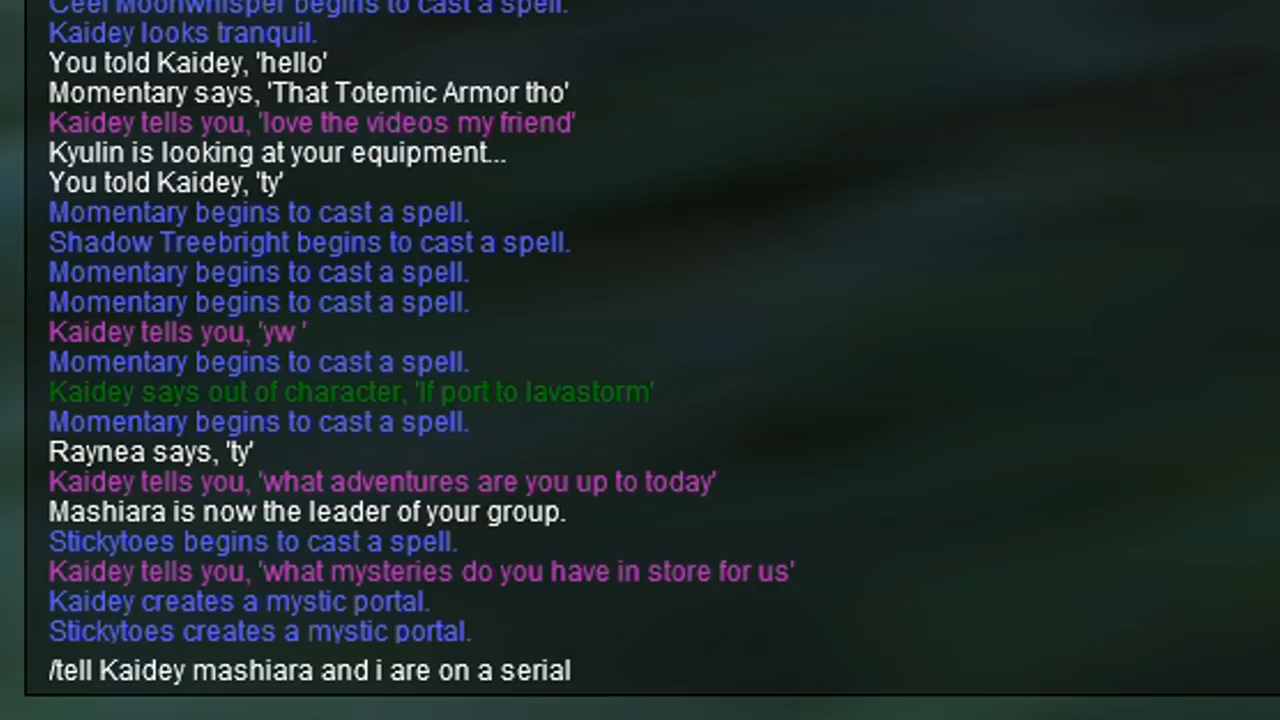 Ceel Moonwhisper begins to cast a spell.
Kaidey looks tranquil.
You told Kaidey, 'hello'
Momentary says, 'That Totemic Armor tho'
Kaidey tells you, 'love the videos my friend'
Kyulin is looking at your equipment...
You told Kaidey, 'ty'
Momentary begins to cast a spell.
Shadow Treebright begins to cast a spell.
Momentary begins to cast a spell.
Momentary begins to cast a spell.
Kaidey tells you, 'yw '
Momentary begins to cast a spell.
Kaidey says out of character, 'lf port to lavastorm'
Momentary begins to cast a spell.
Raynea says, 'ty'
Kaidey tells you, 'what adventures are you up to today'
Mashiara is now the leader of your group.
Stickytoes begins to cast a spell.
Kaidey tells you, 'what mysteries do you have in store for us'
Kaidey creates a mystic portal.
Stickytoes creates a mystic portal.
/tell Kaidey mashiara and i are on a serial